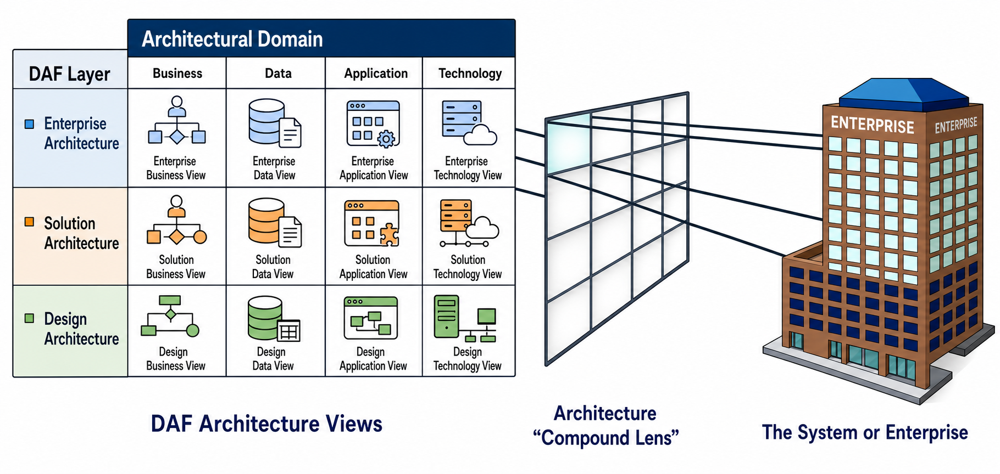 Architectural Domain
DAF Layer
Business
Data
Application
Technology
Enterprise
Architecture
Enterprise
Business View
Enterprise
Data View
Enterprise
Application View
Enterprise
Technology View
Solution
Architecture
Solution
Business View
Solution
Data View
Solution
Application View
Solution
Technology View
Design
Architecture
Design
Business View
Design
Data View
Design
Application View
Design
Technology View
DAF Architecture Views
Architecture
“Compound Lens”
ENTERPRISE
ENTERPRISE
The System or Enterprise